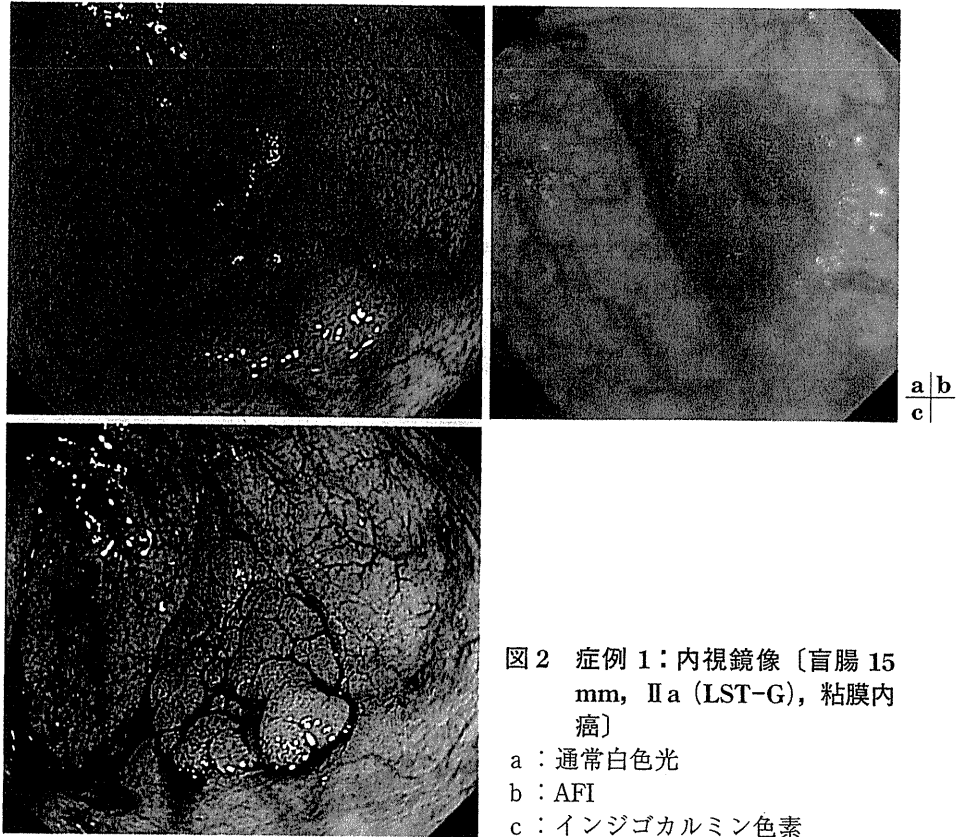 a b
c
図2 症例 1：内視鏡像〔盲腸 15
mm，Ⅱa（LST-G），粘膜内
癌〕
a：通常白色光
b：AFI
c：インジゴカルミン色素